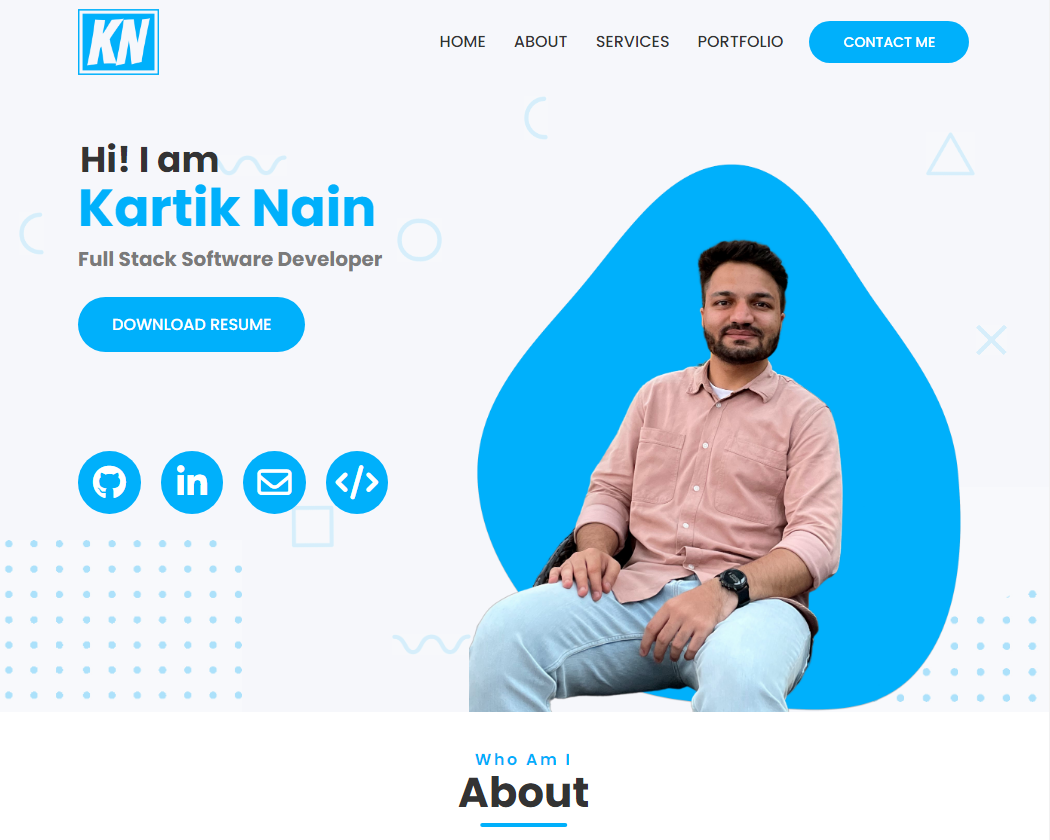 KN
HOME ABOUT SERVICES PORTFOLIO CONTACT ME
Hi! I am
Kartik Nain
Full Stack Software Developer
DOWNLOAD RESUME
in
</>
Who Am I
About